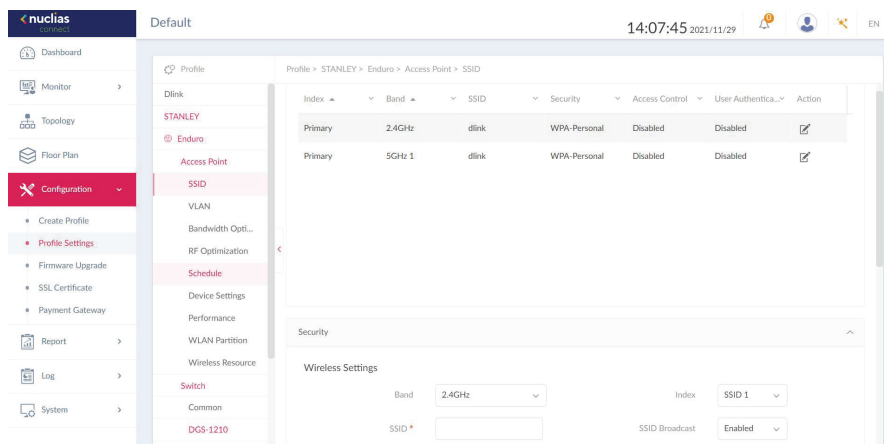 nuclias
connect
Default
14:07:45 2021/11/29
0
EN
Dashboard
Monitor
Topology
Floor Plan
Configuration
Create Profile
Profile Settings
Firmware Upgrade
SSL Certificate
Payment Gateway
Report
Log
System
Profile
Dlink
STANLEY
Enduro
Access Point
SSID
VLAN
Bandwidth Opti...
RF Optimization
Schedule
Device Settings
Performance
WLAN Partition
Wireless Resource
Switch
Common
DGS-1210
Profile > STANLEY > Enduro > Access Point > SSID
Index Band SSID Security Access Control User Authentica... Action
Primary 2.4GHz dlink WPA-Personal Disabled Disabled
Primary 5GHz 1 dlink WPA-Personal Disabled Disabled
Security
Wireless Settings
Band 2.4GHz Index SSID 1
SSID * SSID Broadcast Enabled